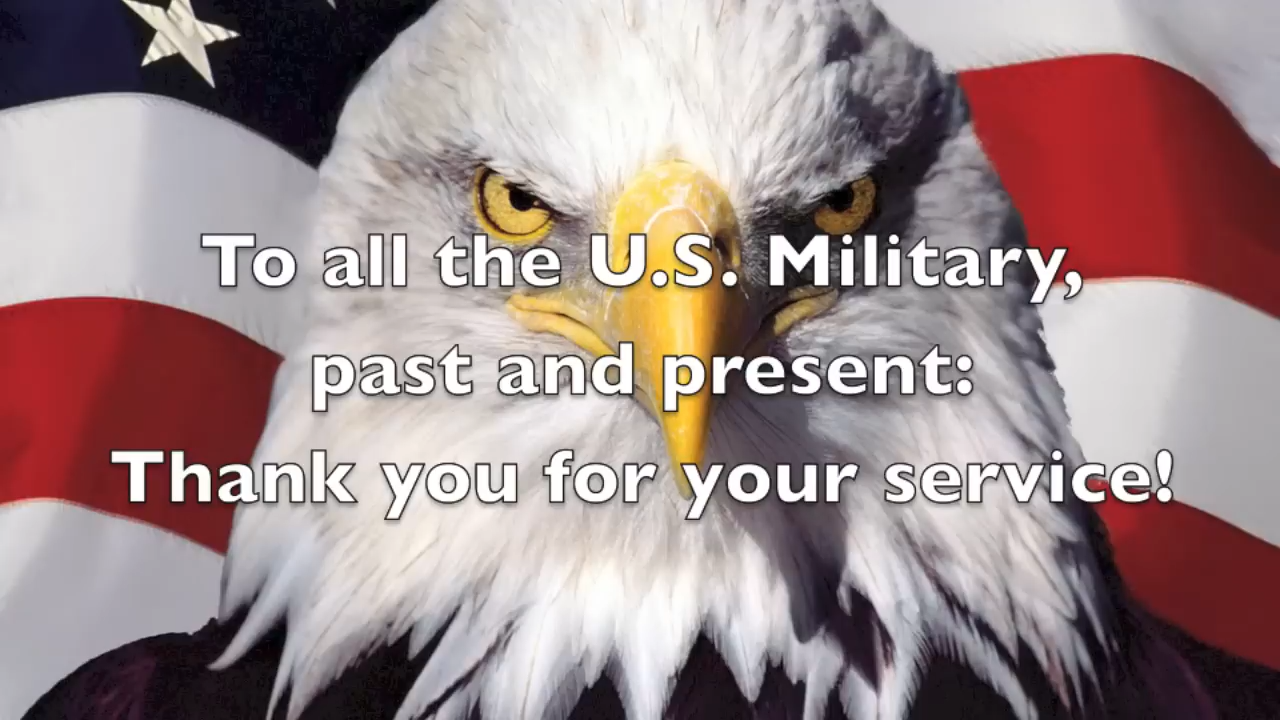 To all the U.S. Military,
past and present:
Thank you for your service!